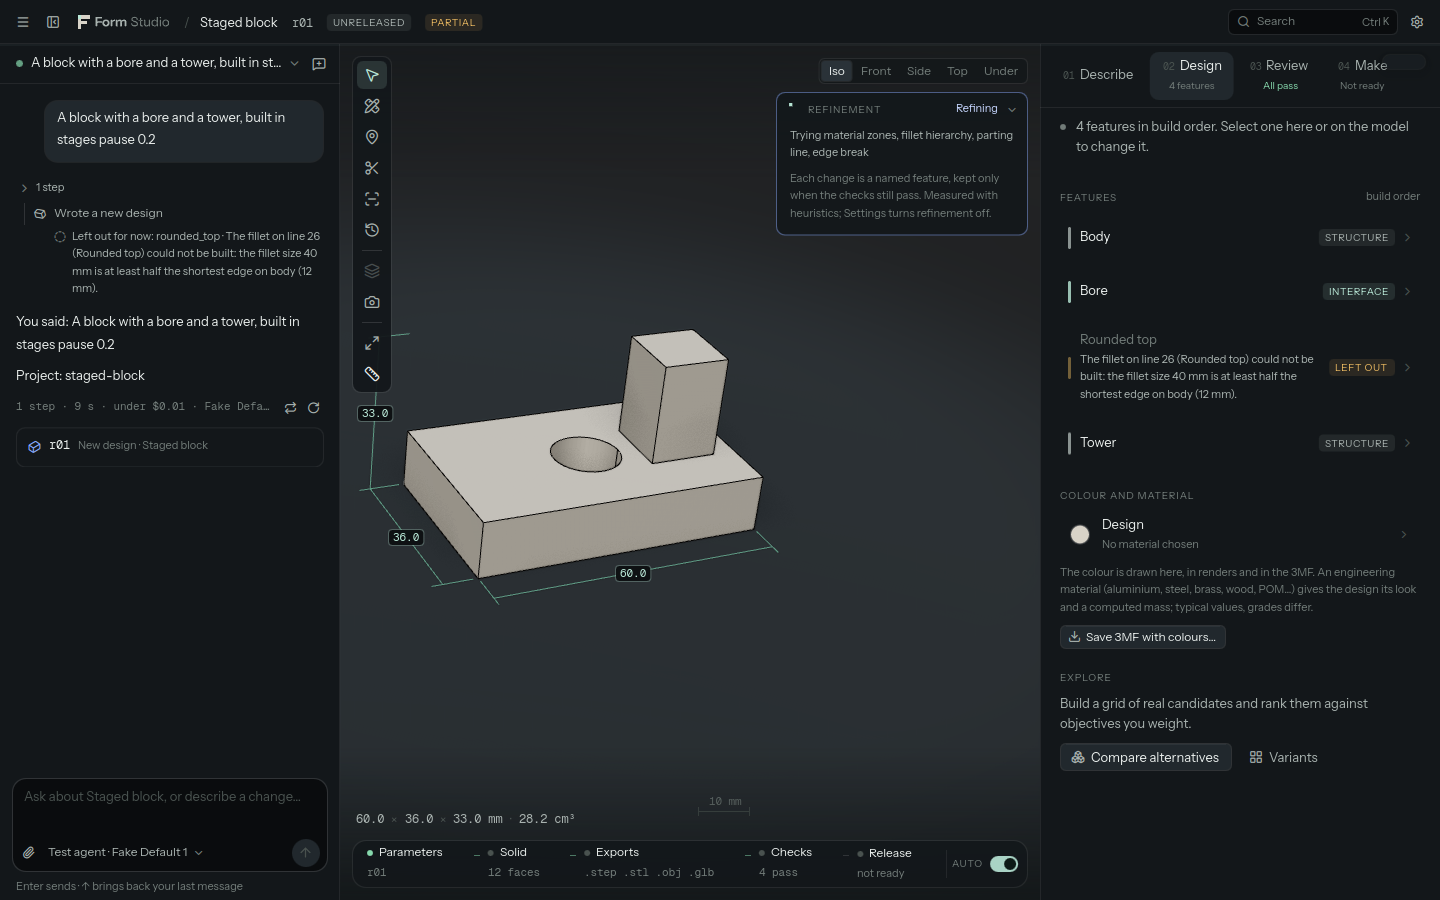 Form Studio / Staged block r01 UNRELEASED PARTIAL
Search Ctrl K
A block with a bore and a tower, built in st...
A block with a bore and a tower, built in
stages pause 0.2
1 step
Wrote a new design
Left out for now: rounded_top · The fillet on line 26
(Rounded top) could not be built: the fillet size 40
mm is at least half the shortest edge on body (12
mm).
You said: A block with a bore and a tower, built in
stages pause 0.2
Project: staged-block
1 step · 9 s · under $0.01 · Fake Defa…
r01 New design · Staged block
Ask about Staged block, or describe a change...
Test agent · Fake Default 1
Enter sends · ↑ brings back your last message
Iso Front Side Top Under
REFINEMENT Refining
Trying material zones, fillet hierarchy, parting
line, edge break
Each change is a named feature, kept only
when the checks still pass. Measured with
heuristics; Settings turns refinement off.
33.0
36.0
60.0
10 mm
60.0 × 36.0 × 33.0 mm · 28.2 cm³
Parameters
r01
Solid
12 faces
Exports
.step .stl .obj .glb
Checks
4 pass
Release
not ready
AUTO
01 Describe
02 Design
4 features
03 Review
All pass
04 Make
Not ready
4 features in build order. Select one here or on the model
to change it.
FEATURES build order
Body STRUCTURE
Bore INTERFACE
Rounded top
The fillet on line 26 (Rounded top) could not be
built: the fillet size 40 mm is at least half the
shortest edge on body (12 mm).
LEFT OUT
Tower STRUCTURE
COLOUR AND MATERIAL
Design
No material chosen
The colour is drawn here, in renders and in the 3MF. An engineering
material (aluminium, steel, brass, wood, POM…) gives the design its look
and a computed mass; typical values, grades differ.
Save 3MF with colours…
EXPLORE
Build a grid of real candidates and rank them against
objectives you weight.
Compare alternatives Variants